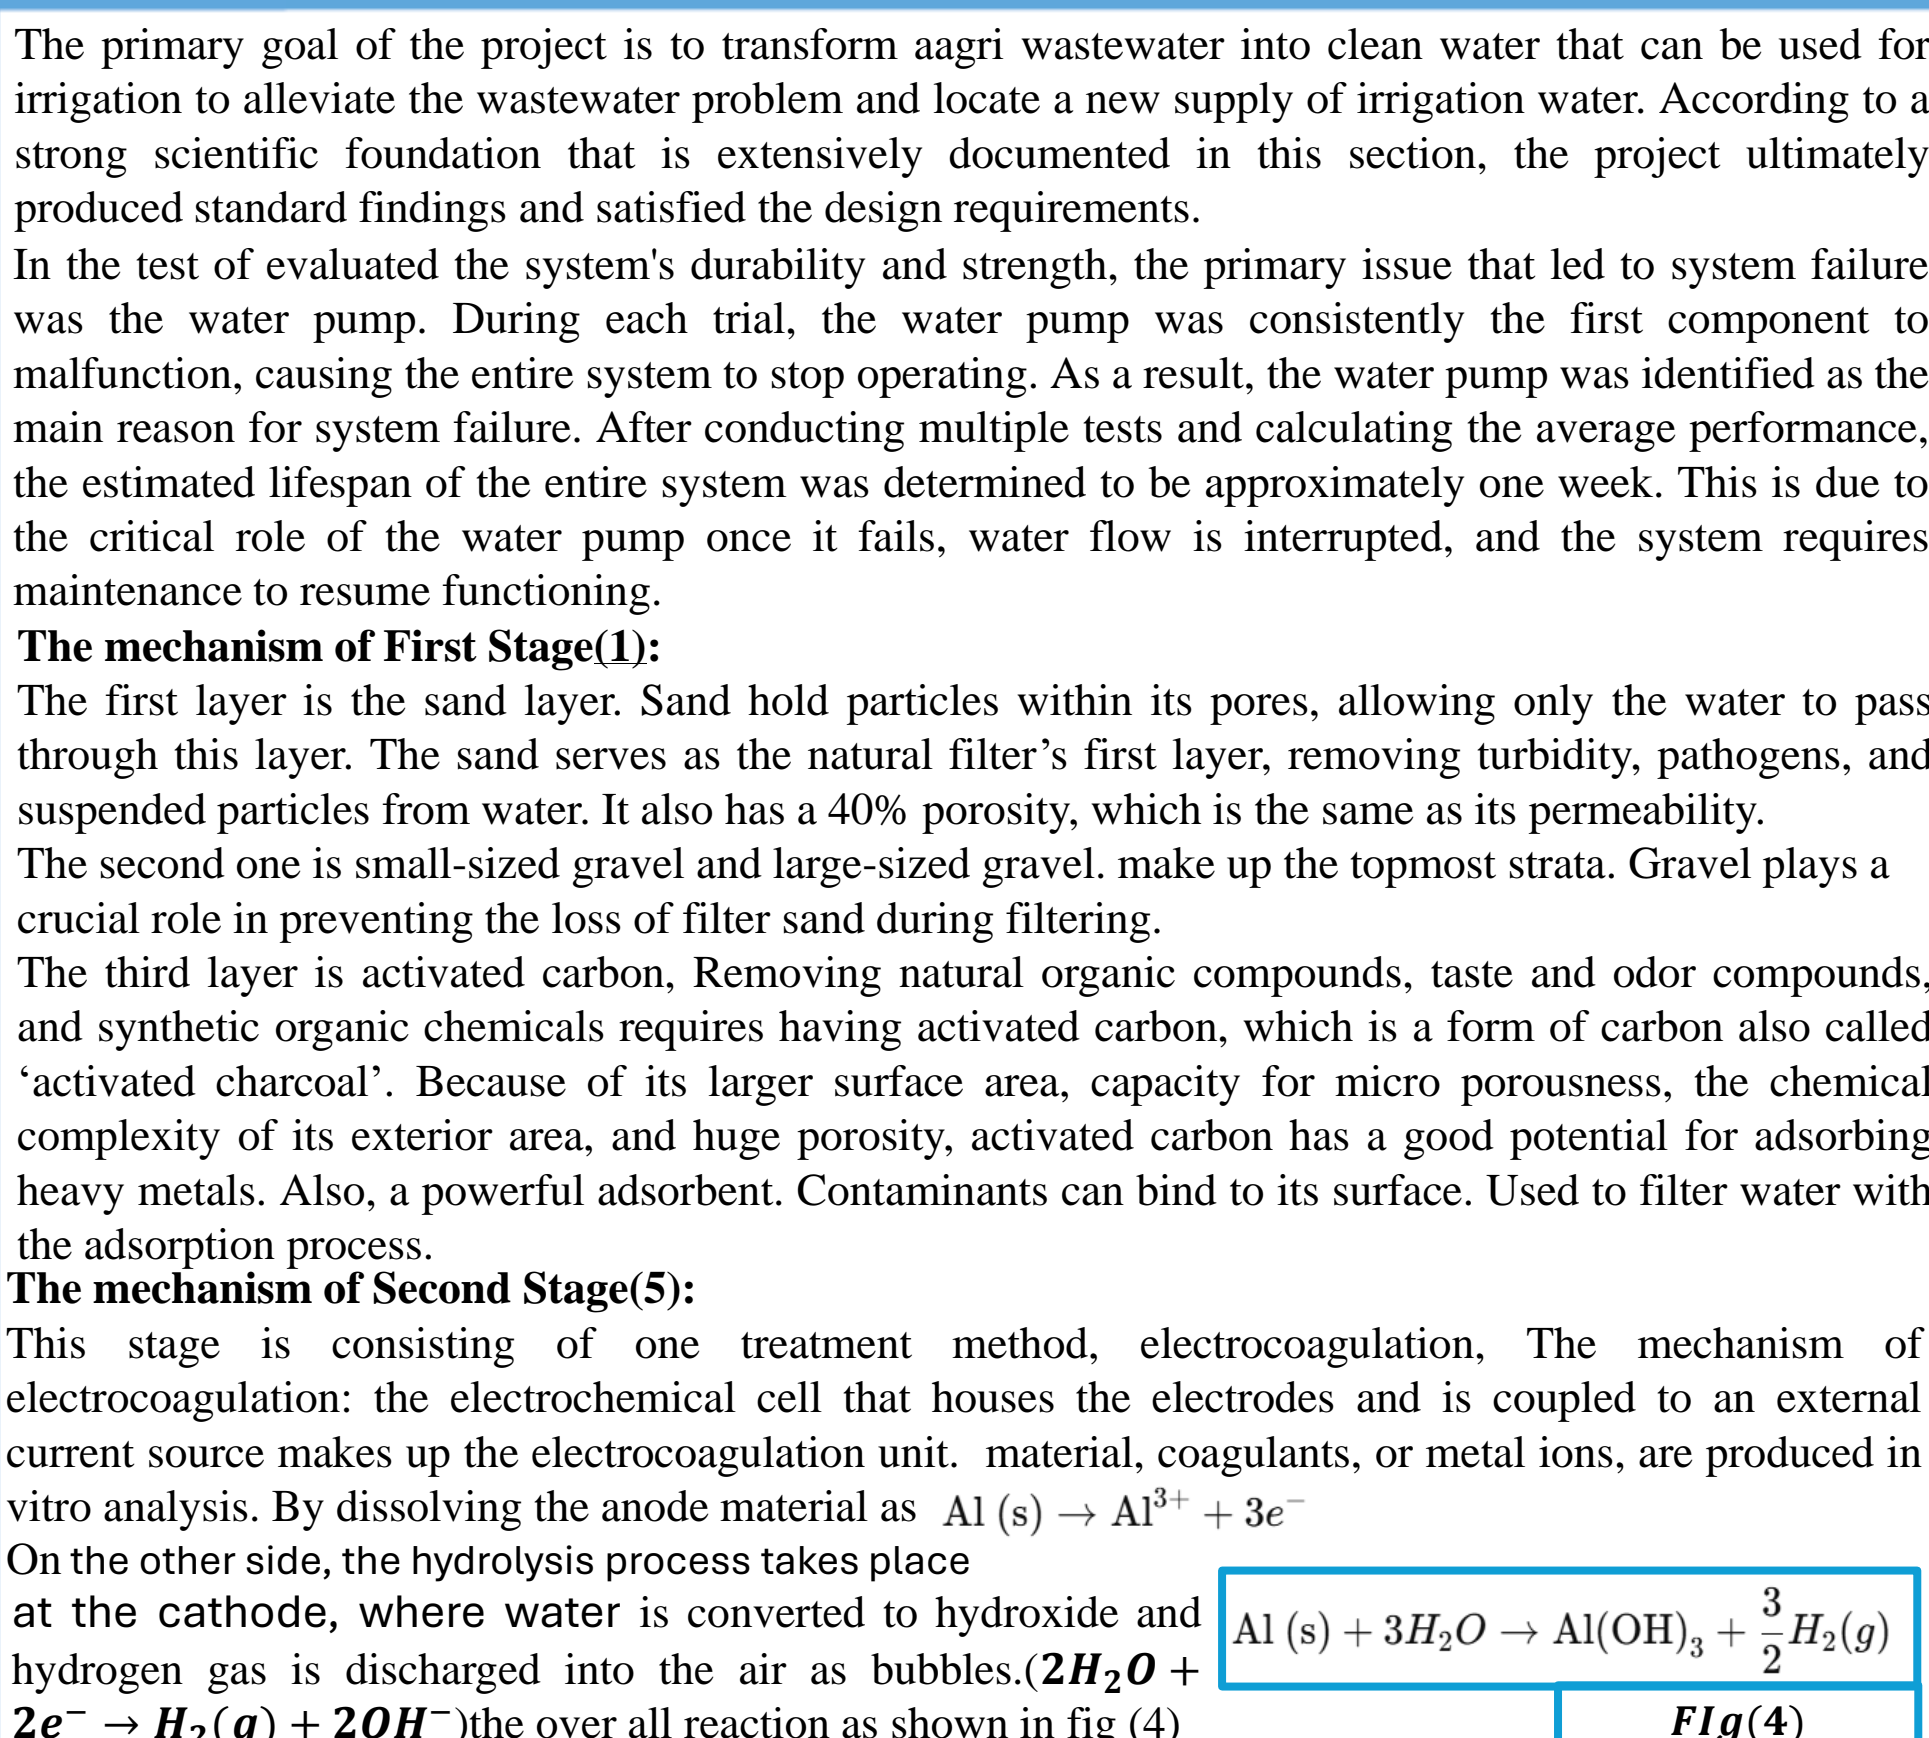 The primary goal of the project is to transform aagri wastewater into clean water that can be used for
irrigation to alleviate the wastewater problem and locate a new supply of irrigation water. According to a
strong scientific foundation that is extensively documented in this section, the project ultimately
produced standard findings and satisfied the design requirements.
In the test of evaluated the system's durability and strength, the primary issue that led to system failure
was the water pump. During each trial, the water pump was consistently the first component to
malfunction, causing the entire system to stop operating. As a result, the water pump was identified as the
main reason for system failure. After conducting multiple tests and calculating the average performance,
the estimated lifespan of the entire system was determined to be approximately one week. This is due to
the critical role of the water pump once it fails, water flow is interrupted, and the system requires
maintenance to resume functioning.
The mechanism of First Stage(1):
The first layer is the sand layer. Sand hold particles within its pores, allowing only the water to pass
through this layer. The sand serves as the natural filter’s first layer, removing turbidity, pathogens, and
suspended particles from water. It also has a 40% porosity, which is the same as its permeability.
The second one is small-sized gravel and large-sized gravel. make up the topmost strata. Gravel plays a
crucial role in preventing the loss of filter sand during filtering.
The third layer is activated carbon, Removing natural organic compounds, taste and odor compounds,
and synthetic organic chemicals requires having activated carbon, which is a form of carbon also called
‘activated charcoal’. Because of its larger surface area, capacity for micro porousness, the chemical
complexity of its exterior area, and huge porosity, activated carbon has a good potential for adsorbing
heavy metals. Also, a powerful adsorbent. Contaminants can bind to its surface. Used to filter water with
the adsorption process.
The mechanism of Second Stage(5):
This stage is consisting of one treatment method, electrocoagulation, The mechanism of
electrocoagulation: the electrochemical cell that houses the electrodes and is coupled to an external
current source makes up the electrocoagulation unit. material, coagulants, or metal ions, are produced in
vitro analysis. By dissolving the anode material as Al (s) → Al³⁺ + 3e⁻
On the other side, the hydrolysis process takes place
at the cathode, where water is converted to hydroxide and
hydrogen gas is discharged into the air as bubbles.(2H₂O +
2e⁻ → H₂(g) + 2OH⁻)the over all reaction as shown in fig (4)
Al (s) + 3H₂O → Al(OH)₃ + 3/2 H₂(g)
FIg(4)